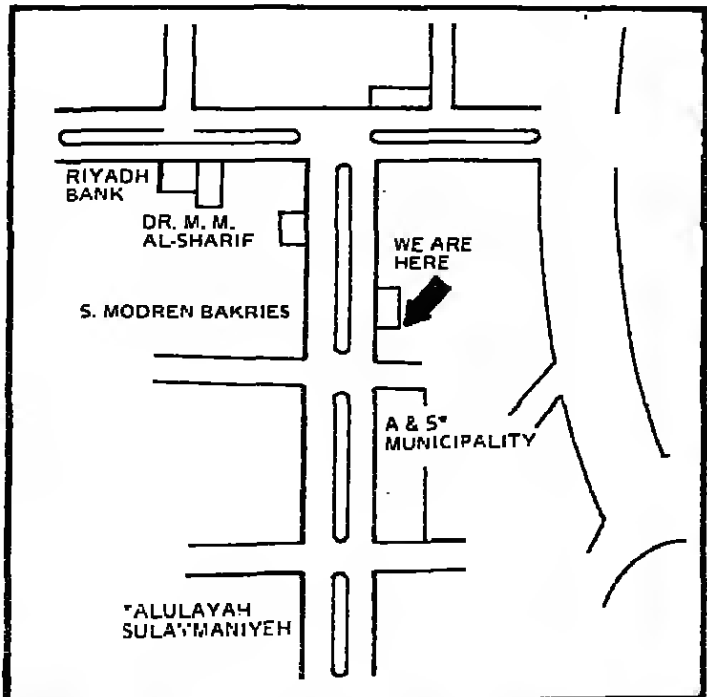 RIYADH
BANK
DR. M. M.
AL-SHARIF
WE ARE
HERE
S. MODREN BAKRIES
A & S*
MUNICIPALITY
*ALULAYAH
SULAYMANIYEH